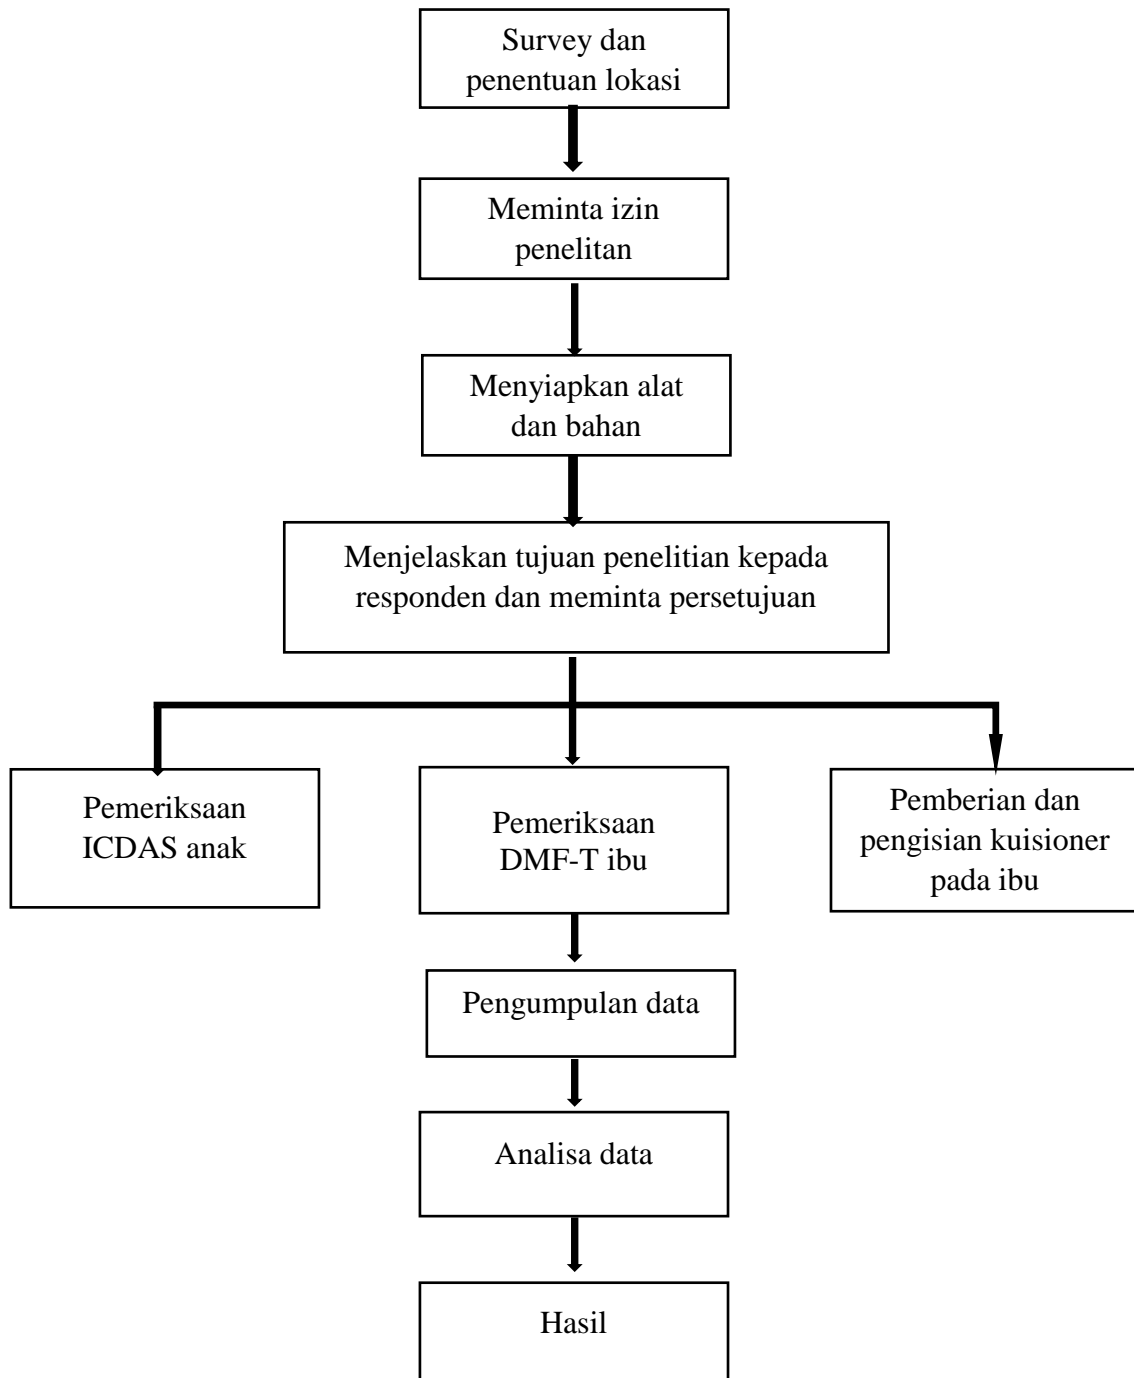 Survey dan
penentuan lokasi
Meminta izin
penelitan
Menyiapkan alat
dan bahan
Menjelaskan tujuan penelitian kepada
responden dan meminta persetujuan
Pemeriksaan
ICDAS anak
Pemeriksaan
DMF-T ibu
Pemberian dan
pengisian kuisioner
pada ibu
Pengumpulan data
Analisa data
Hasil